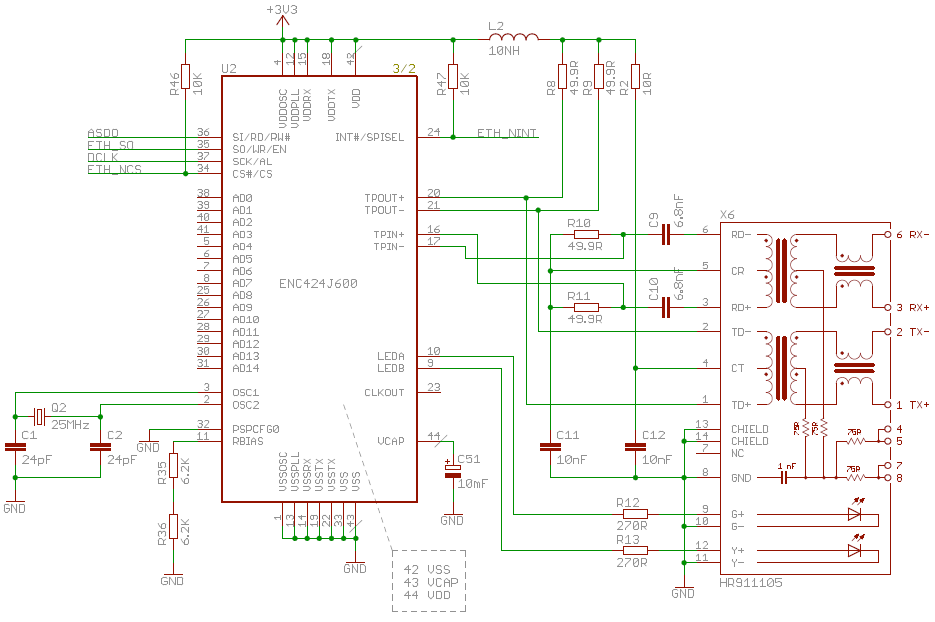 +3V3
L2
10NH
R46
10K
U2
3/2
4
12
15
18
42
VDDOSC
VDDPLL
VDDRX
VDDTX
VDD
R47
10K
R8
49.9R
R9
49.9R
R2
10R
ASDO
36
SI/RD/RW#
INT#/SPISEL
24
ETH_NINT
ETH_SO
35
SO/WR/EN
DCLK
37
SCK/AL
ETH_NCS
34
CS#/CS
38
AD0
TPOUT+
20
39
AD1
TPOUT-
21
40
AD2
41
AD3
TPIN+
16
5
AD4
TPIN-
17
6
AD5
7
AD6
8
AD7
25
AD8
26
AD9
27
AD10
28
AD11
29
AD12
30
AD13
LEDA
10
31
AD14
LEDB
9
ENC424J600
3
OSC1
CLKOUT
23
2
OSC2
32
PSPCFG0
11
RBIAS
VCAP
44
Q2
25MHz
C1
24pF
C2
24pF
GND
GND
R35
6.2K
R36
6.2K
GND
VSSOSC
VSSPLL
VSSRX
VSSTX
VSSTX
VSS
VSS
1
13
14
19
22
33
43
GND
C51
+
10mF
GND
42 VSS
43 VCAP
44 VDD
R10
49.9R
R11
49.9R
C9
6.8nF
C10
6.8nF
C11
10nF
C12
10nF
R12
270R
R13
270R
GND
X6
6
RD-
6 RX-
5
CR
3
RD+
3 RX+
2
TD-
2 TX-
4
CT
1
TD+
1 TX+
13
CHIELD
4
14
CHIELD
5
7
NC
7
8
GND
8
75R
75R
75R
75R
1 nF
9
G+
10
G-
12
Y+
11
Y-
HR911105